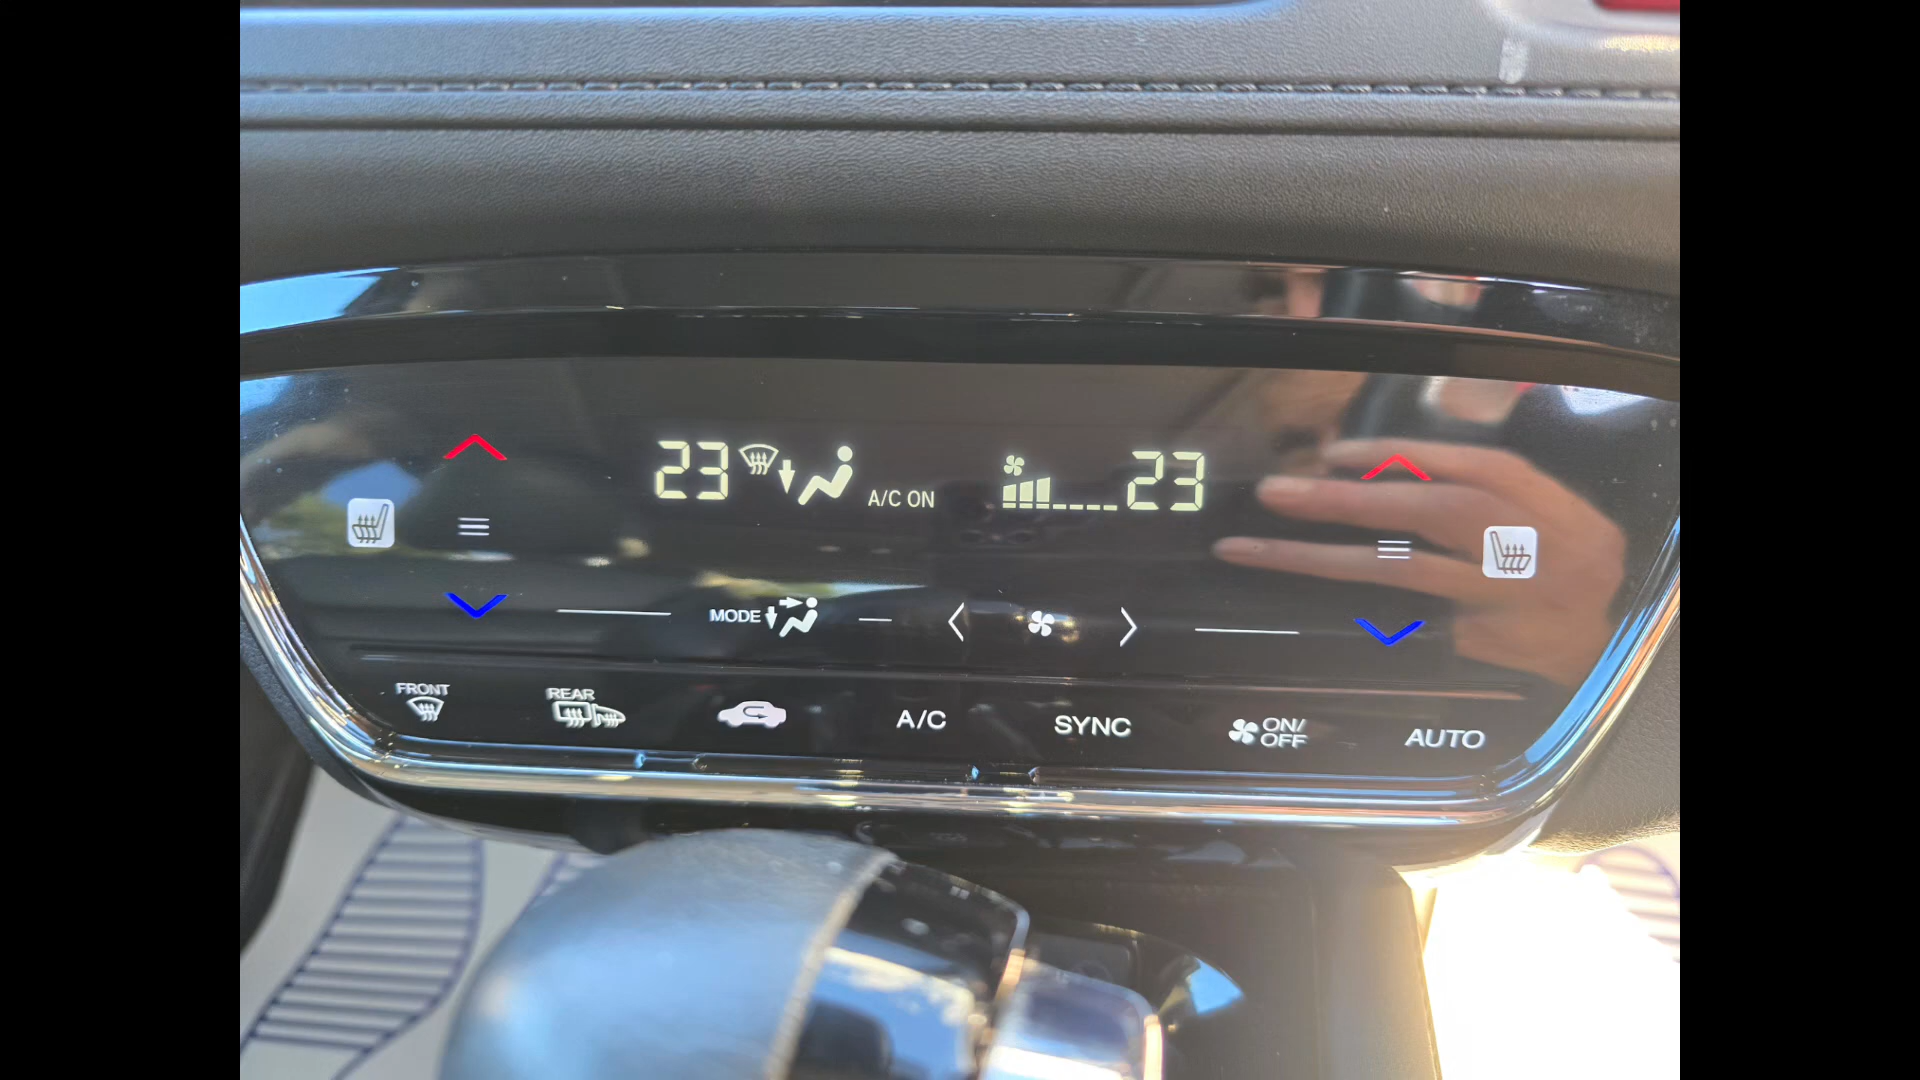 23 A/C ON 23
MODE
FRONT
REAR
A/C
SYNC
ON/
OFF
AUTO